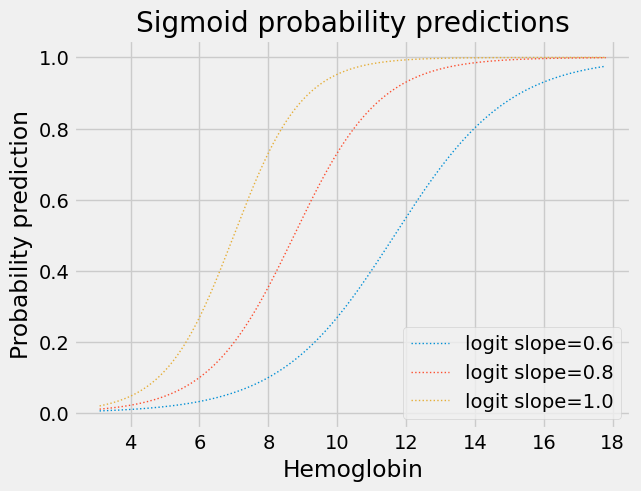 Sigmoid probability predictions
Probability prediction
1.0
0.8
0.6
0.4
0.2
0.0
logit slope=0.6
logit slope=0.8
logit slope=1.0
4 6 8 10 12 14 16 18
Hemoglobin